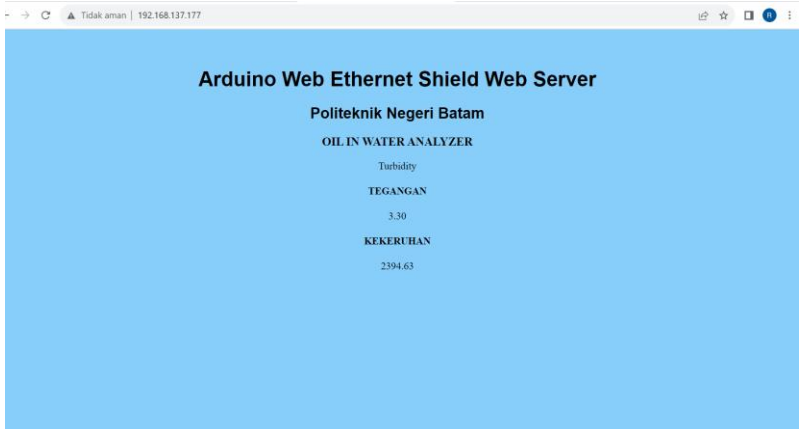 Tidak aman | 192.168.137.177
R
Arduino Web Ethernet Shield Web Server
Politeknik Negeri Batam
OIL IN WATER ANALYZER
Turbidity
TEGANGAN
3.30
KEKERUHAN
2394.63